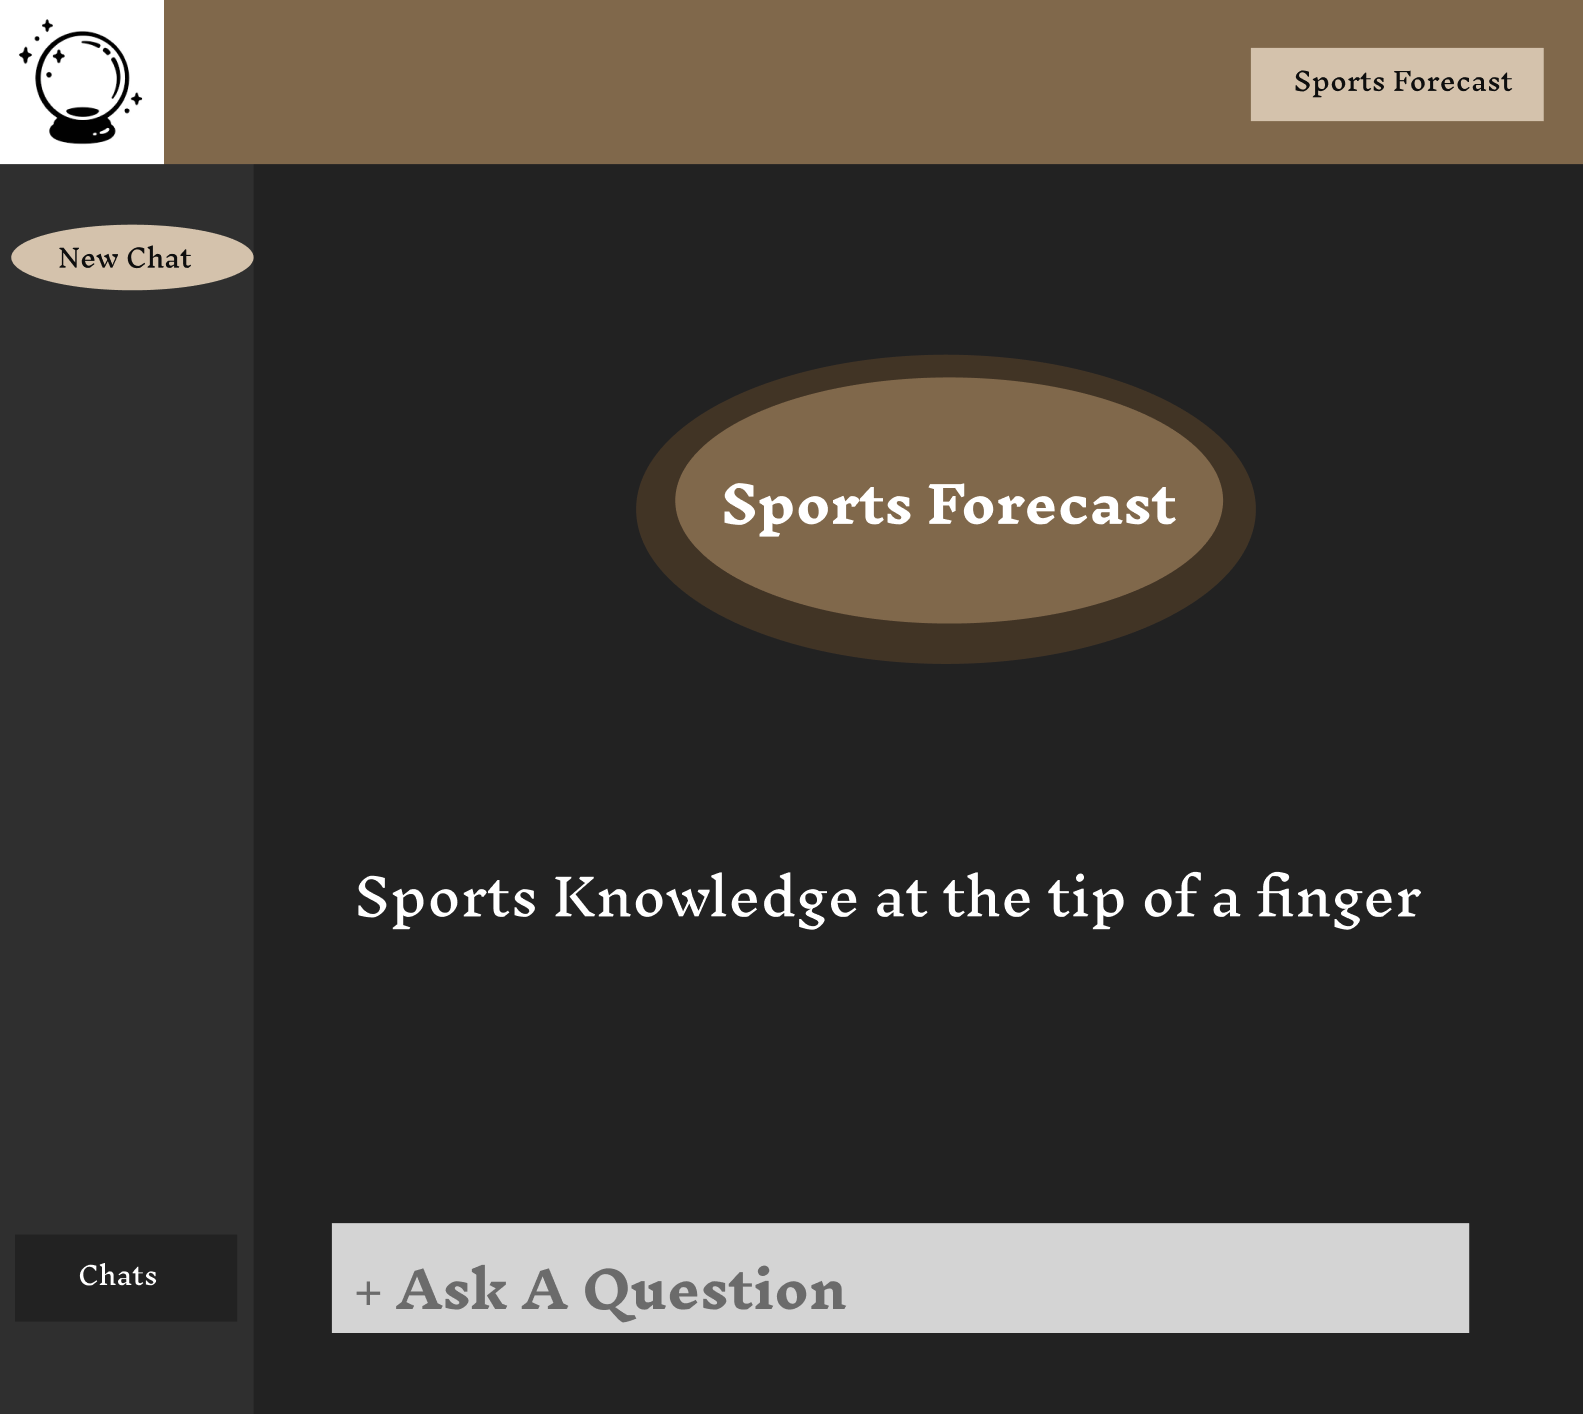 Sports Forecast
New Chat
Sports Forecast
Sports Knowledge at the tip of a finger
Chats
+ Ask A Question